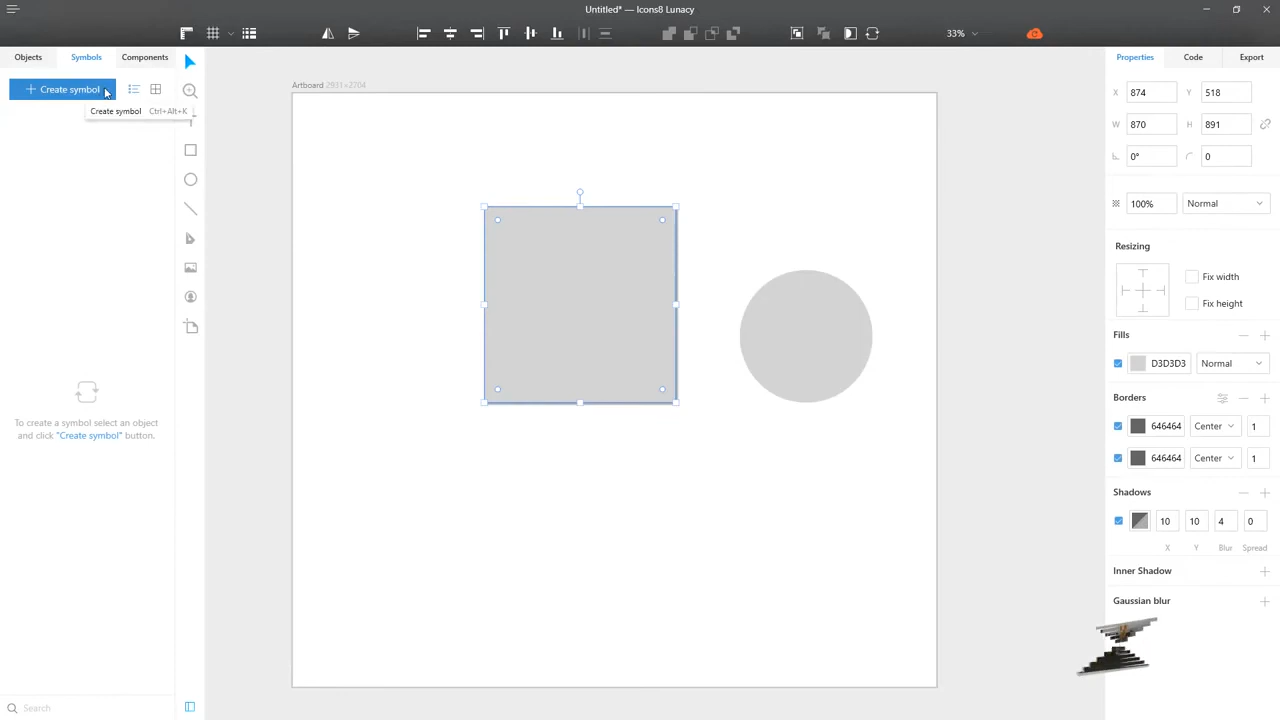 Untitled* — Icons8 Lunacy
33%
Objects
Symbols
Components
Create symbol
Create symbol Ctrl+Alt+K
To create a symbol select an object
and click "Create symbol" button.
Search
Artboard 2931×2704
Properties
Code
Export
X 874 Y 518
W 870 H 891
0° 0
100% Normal
Resizing
Fix width
Fix height
Fills
D3D3D3 Normal
Borders
646464 Center 1
646464 Center 1
Shadows
10 10 4 0
X Y Blur Spread
Inner Shadow
Gaussian blur